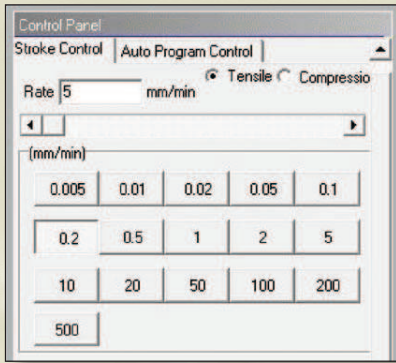 Control Panel
Stroke Control Auto Program Control
Tensile Compressio
Rate 5 mm/min
(mm/min)
0.005 0.01 0.02 0.05 0.1
0.2 0.5 1 2 5
10 20 50 100 200
500